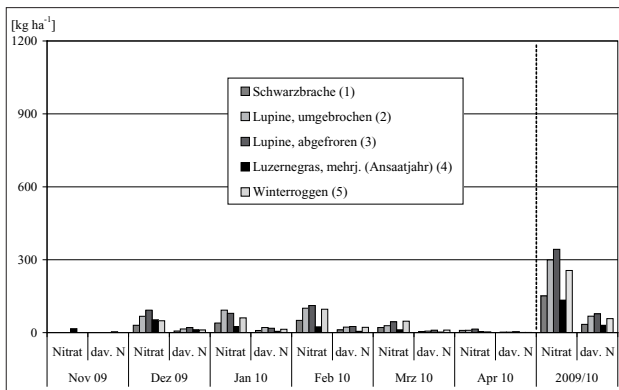 [kg ha⁻¹]
1200
900
600
300
0
Schwarzbrache (1)
Lupine, umgebrochen (2)
Lupine, abgefroren (3)
Luzernegras, mehrj. (Ansaatjahr) (4)
Winterroggen (5)
Nitrat dav. N Nitrat dav. N Nitrat dav. N Nitrat dav. N Nitrat dav. N Nitrat dav. N Nitrat dav. N
Nov 09 Dez 09 Jan 10 Feb 10 Mrz 10 Apr 10 2009/10